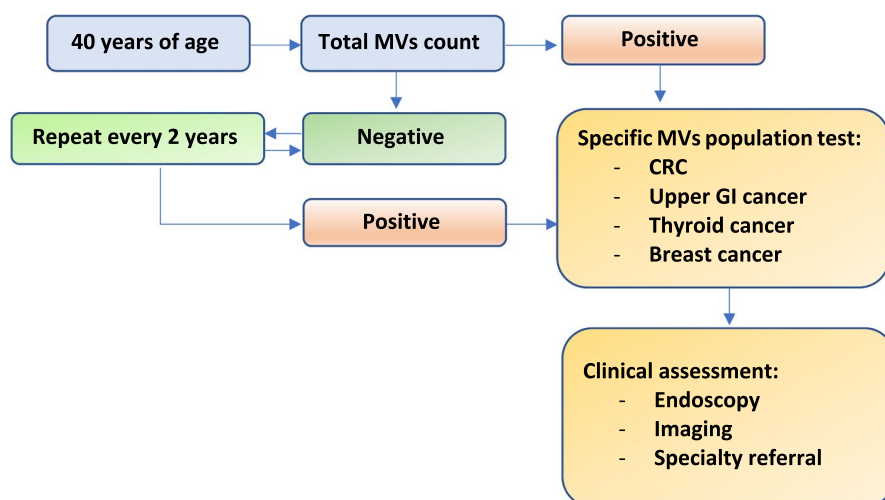 40 years of age
Total MVs count
Positive
Repeat every 2 years
Negative
Positive
Specific MVs population test:
- CRC
- Upper GI cancer
- Thyroid cancer
- Breast cancer
Clinical assessment:
- Endoscopy
- Imaging
- Specialty referral